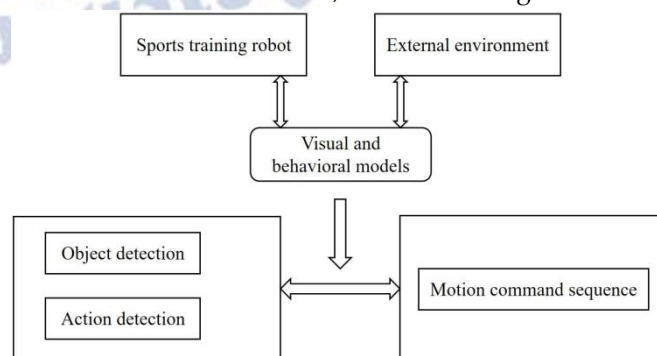 Sports training robot
External environment
Visual and
behavioral models
Object detection
Action detection
Motion command sequence